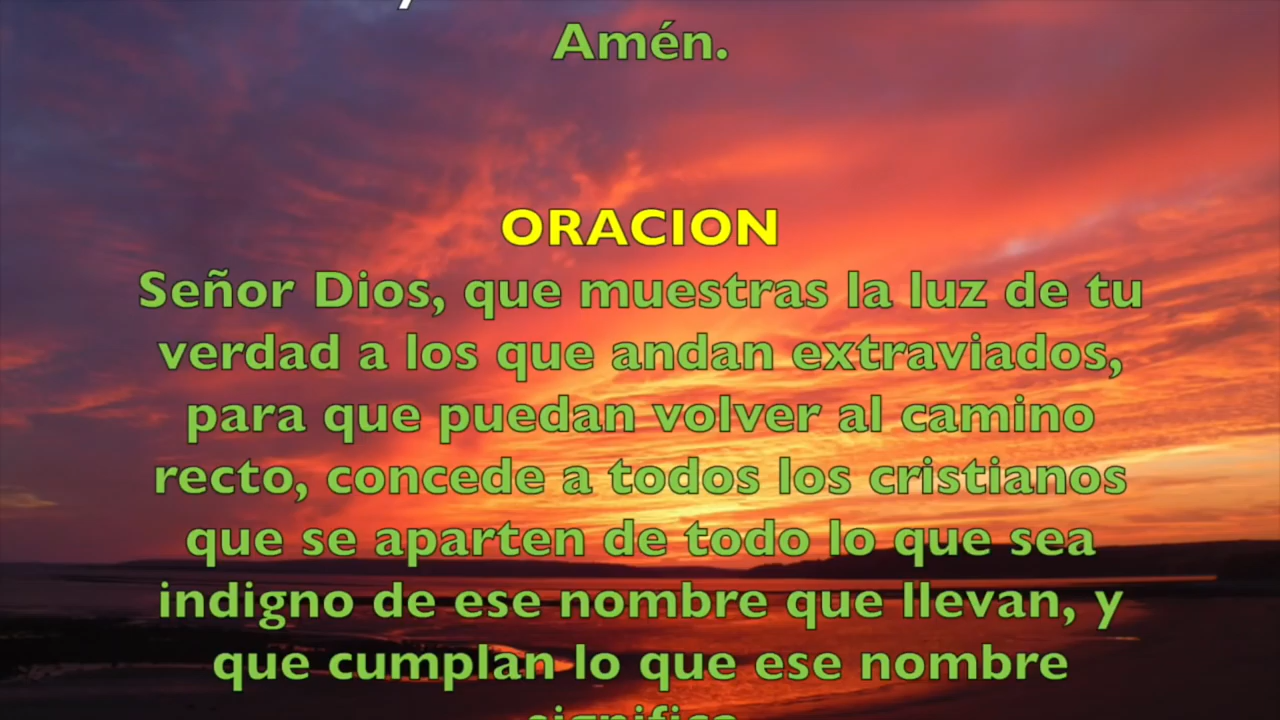 Amén.
ORACION
Señor Dios, que muestras la luz de tu
verdad a los que andan extraviados,
para que puedan volver al camino
recto, concede a todos los cristianos
que se aparten de todo lo que sea
indigno de ese nombre que llevan, y
que cumplan lo que ese nombre
significa